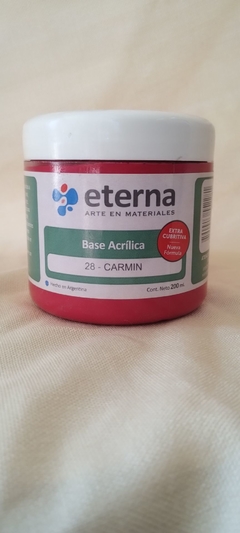 eterna
ARTE EN MATERIALES
Base Acrílica
EXTRA
CUBRITIVA
Nueva
Fórmula
28 - CARMIN
Hecho en Argentina
Cont. Neto 200 ml